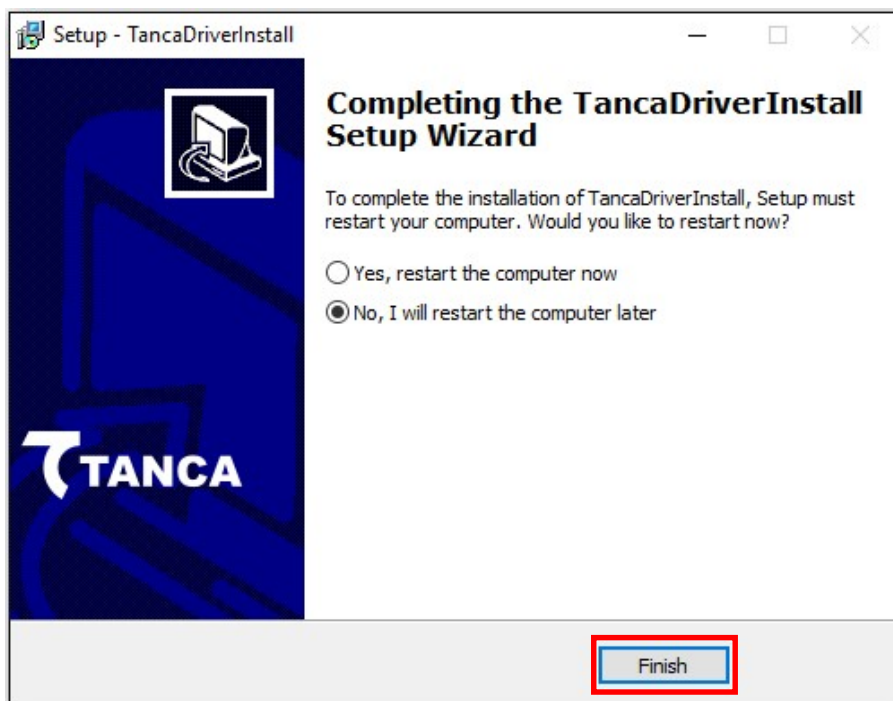 Setup - TancaDriverInstall
Completing the TancaDriverInstall
Setup Wizard
To complete the installation of TancaDriverInstall, Setup must
restart your computer. Would you like to restart now?
Yes, restart the computer now
No, I will restart the computer later
TANCA
Finish